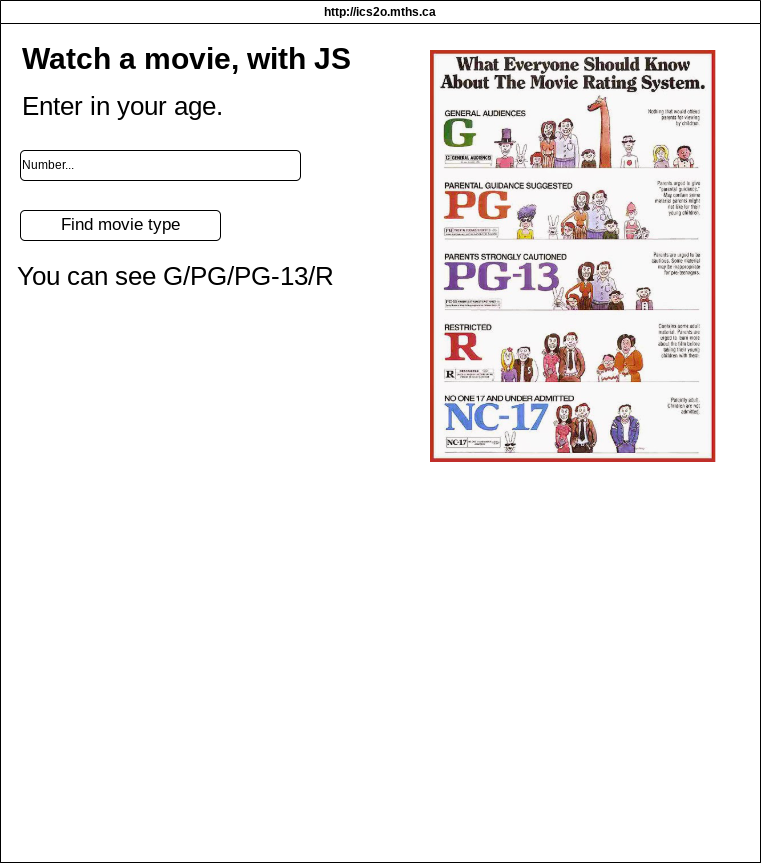 http://ics2o.mths.ca
Watch a movie, with JS
Enter in your age.
Number...
Find movie type
You can see G/PG/PG-13/R
What Everyone Should Know
About The Movie Rating System.
GENERAL AUDIENCES
G
Nothing that would offend
parents for viewing
by children.
G GENERAL AUDIENCES
PARENTAL GUIDANCE SUGGESTED
PG
Parents urged to give
"parental guidance."
May contain some
material parents might
not like for their
young children.
PARENTS STRONGLY CAUTIONED
PG-13
Parents are urged to be
cautious. Some material
may be inappropriate
for pre-teenagers.
RESTRICTED
R
Contains some adult
material. Parents are
urged to learn more
about the film before
taking their young
children with them.
R
NO ONE 17 AND UNDER ADMITTED
NC-17
Patently adult.
Children are not
admitted.
NC-17